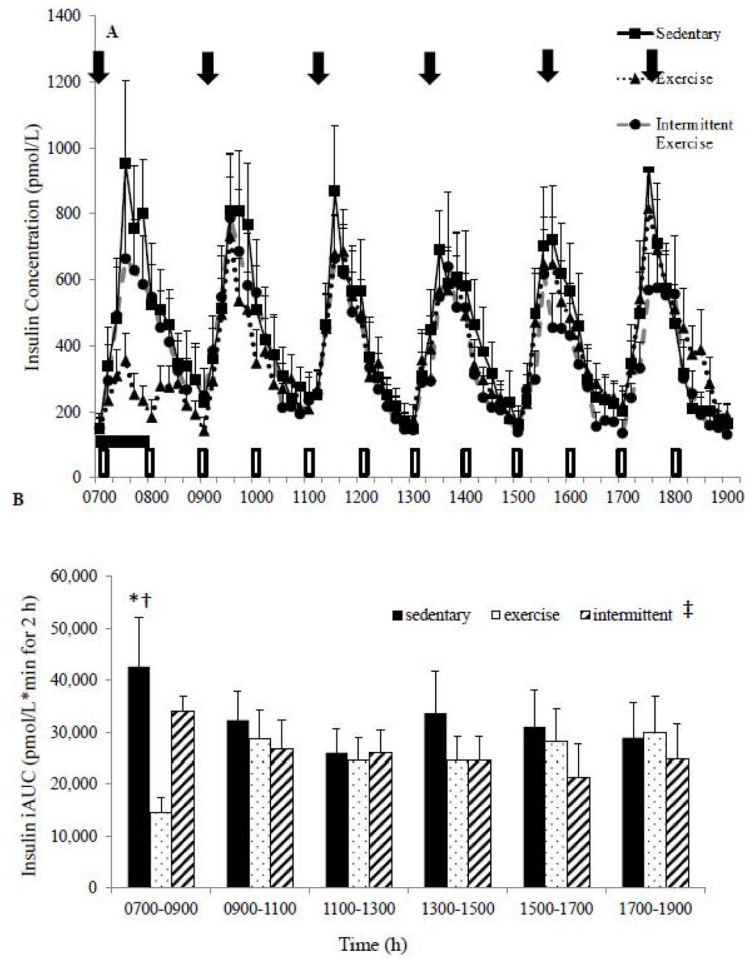 1400
A
Sedentary
1200
Exercise
1000
Intermittent
Exercise
800
600
400
200
0
Insulin Concentration (pmol/L)
0700 0800 0900 1000 1100 1200 1300 1400 1500 1600 1700 1800 1900
B
60,000
*†
sedentary exercise intermittent ‡
50,000
40,000
30,000
20,000
10,000
0
Insulin iAUC (pmol/L*min for 2 h)
0700-0900 0900-1100 1100-1300 1300-1500 1500-1700 1700-1900
Time (h)